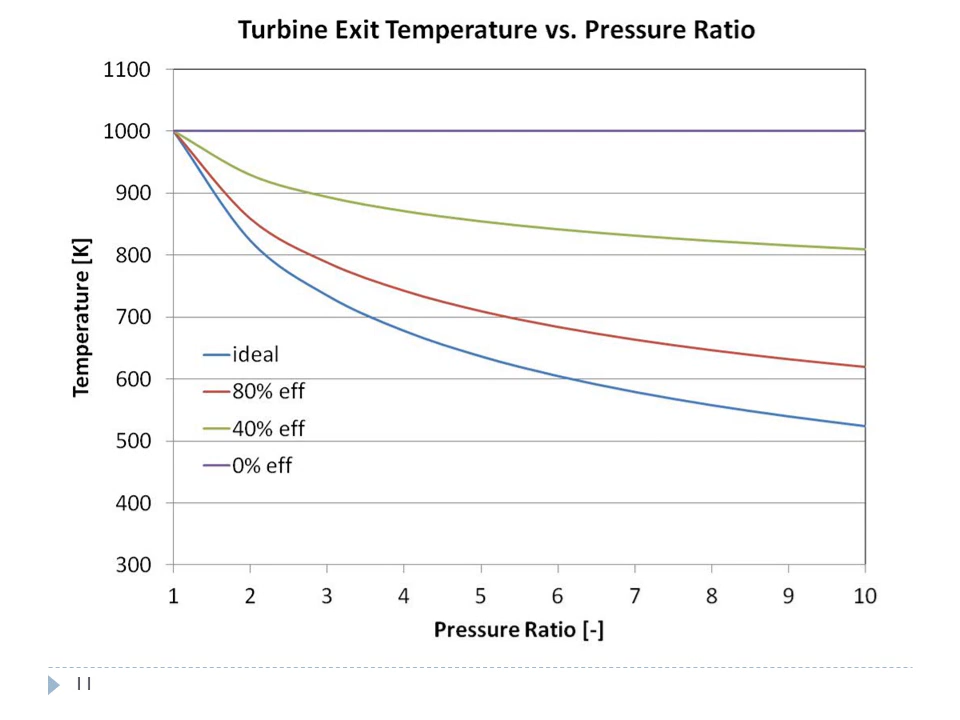 Turbine Exit Temperature vs. Pressure Ratio
1100
1000
900
800
700
600
500
400
300
Temperature [K]
ideal
80% eff
40% eff
0% eff
1 2 3 4 5 6 7 8 9 10
Pressure Ratio [-]
11